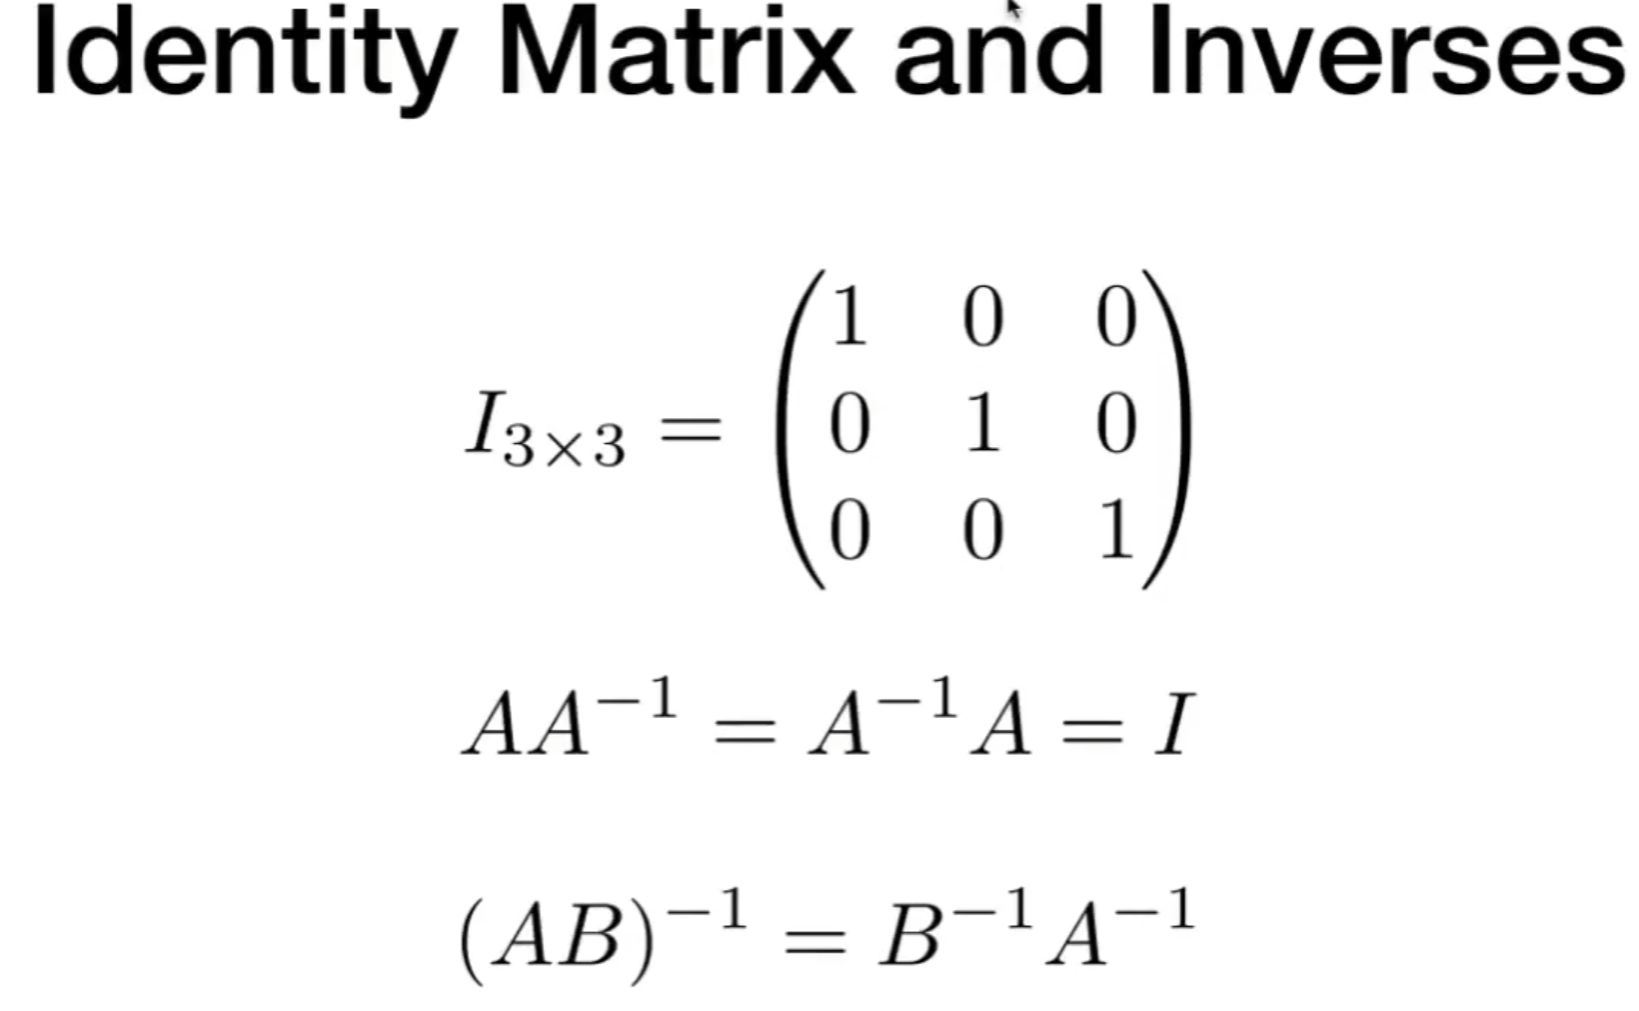 Identity Matrix and Inverses
I₃×₃ =
1 0 0
0 1 0
0 0 1
AA⁻¹ = A⁻¹A = I
(AB)⁻¹ = B⁻¹A⁻¹